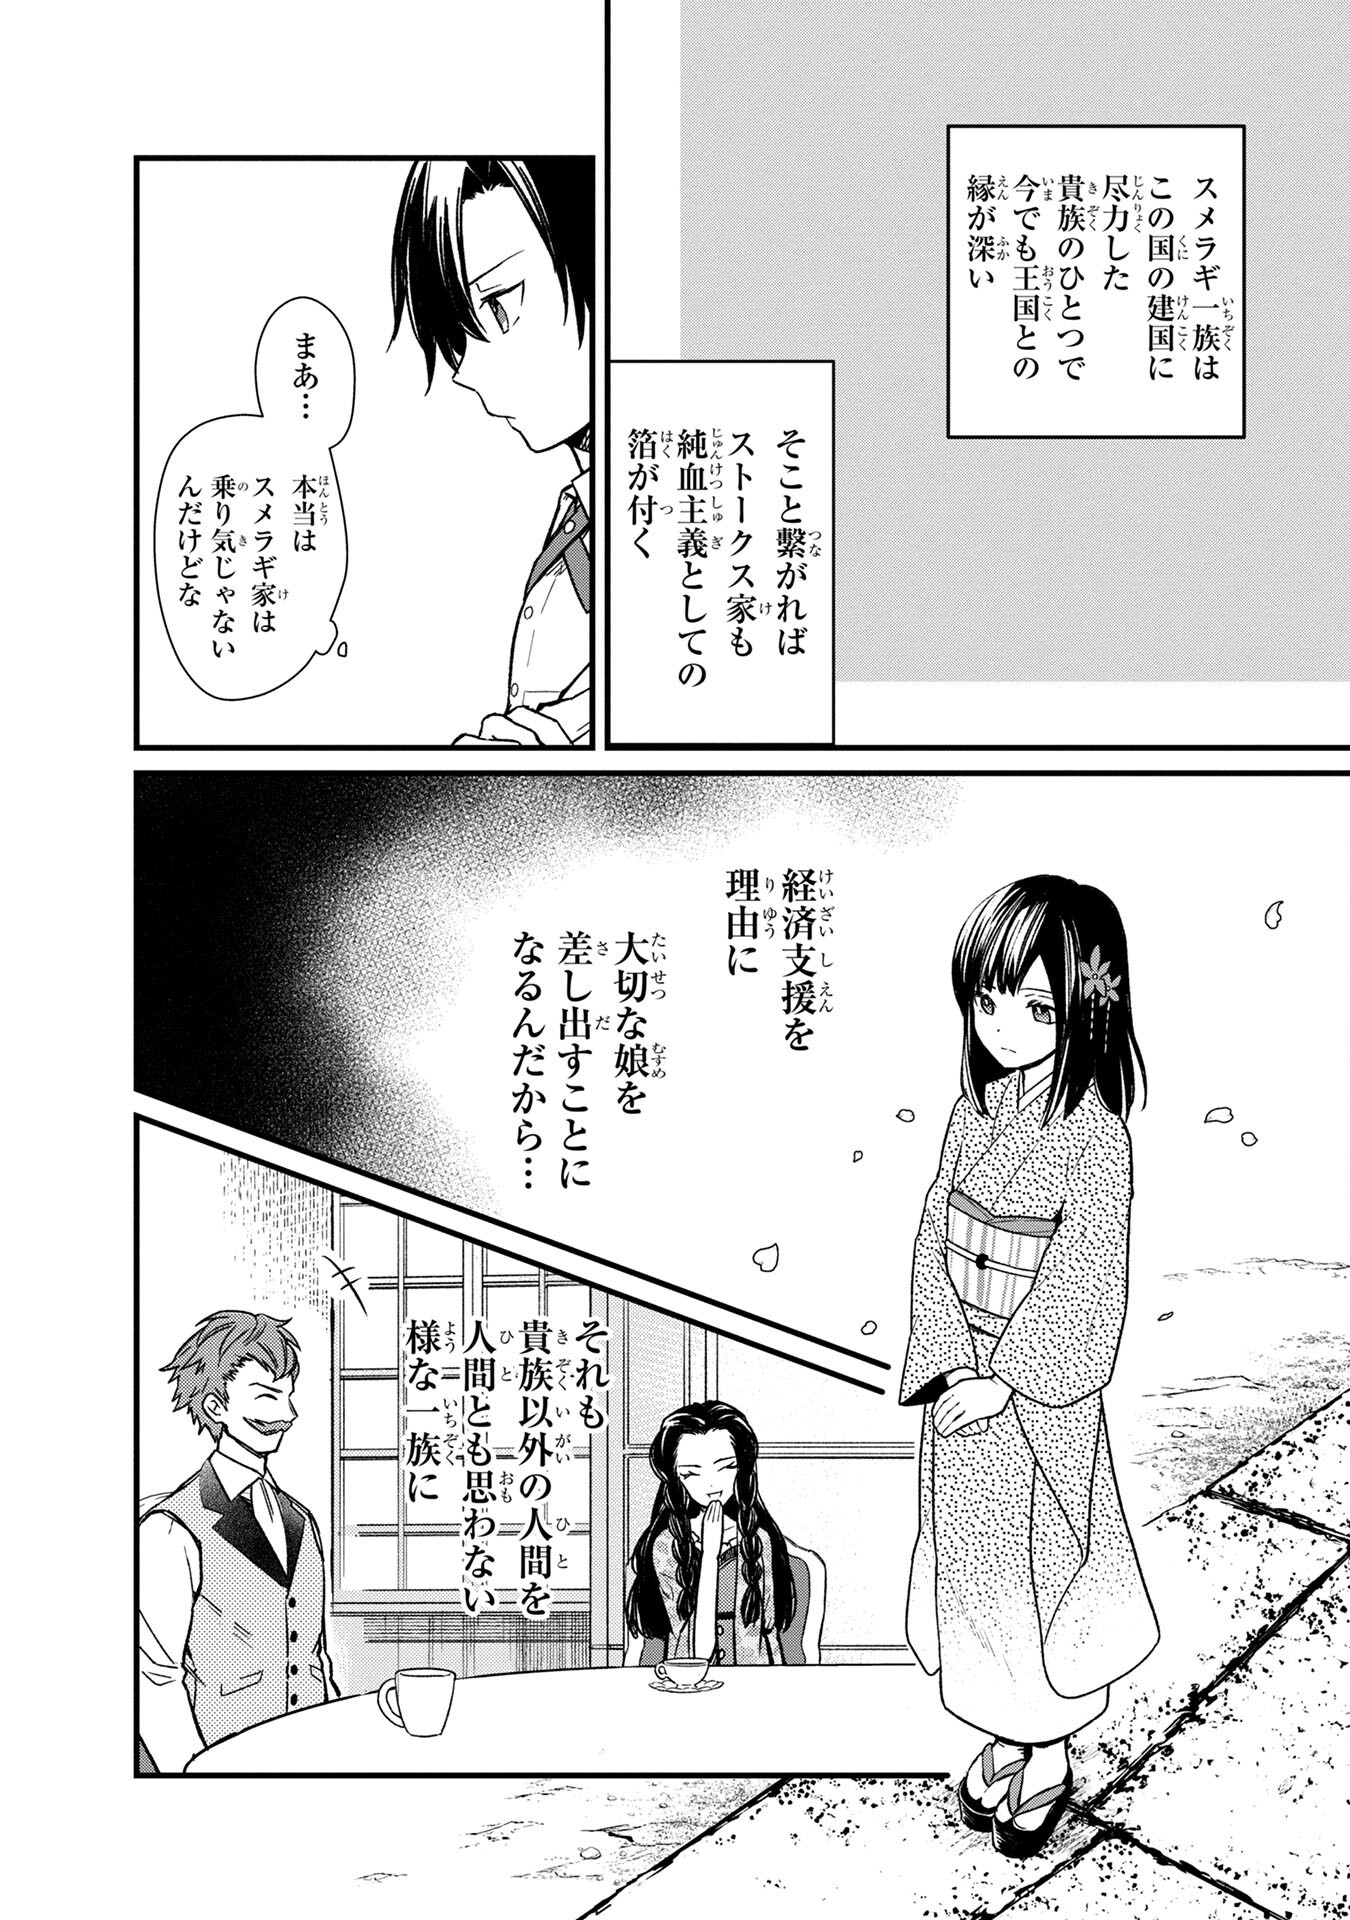 スメラギ一族は
この国の建国に
尽力した
貴族のひとつで
今でも王国との
縁が深い
そこと繋がれば
ストークス家も
純血主義としての
箔が付く
まあ…
本当は
スメラギ家は
乗り気じゃない
んだけどな
経済支援を
理由に
大切な娘を
差し出すことに
なるんだから…
それも
貴族以外の人間を
人間とも思わない
様な一族に